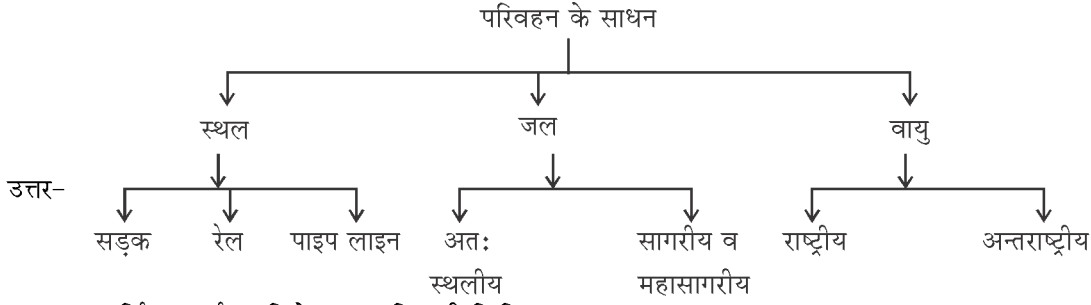 परिवहन के साधन
स्थल जल वायु
उत्तर-
सड़क रेल पाइप लाइन अत: सागरीय व राष्ट्रीय अन्तराष्ट्रीय
स्थलीय महासागरीय